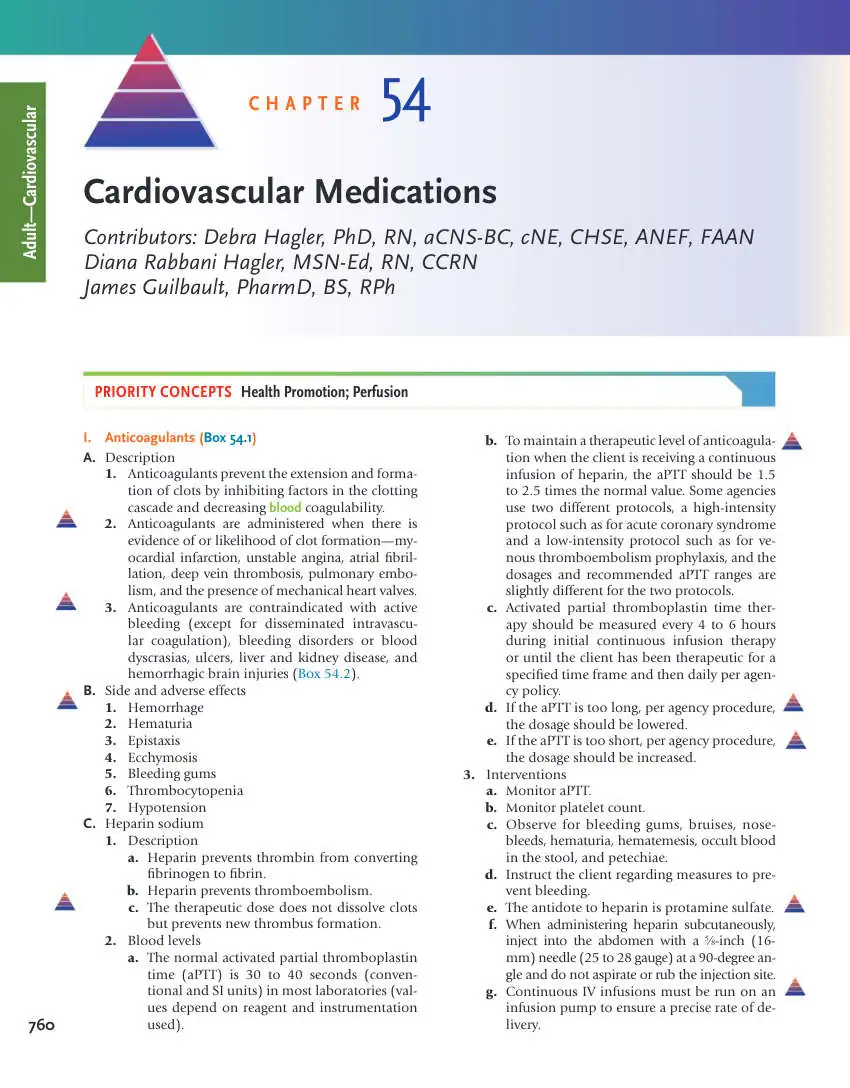 Adult—Cardiovascular
CHAPTER 54
Cardiovascular Medications
Contributors: Debra Hagler, PhD, RN, aCNS-BC, cNE, CHSE, ANEF, FAAN
Diana Rabbani Hagler, MSN-Ed, RN, CCRN
James Guilbault, PharmD, BS, RPh
PRIORITY CONCEPTS Health Promotion; Perfusion
I. Anticoagulants (Box 54.1)
A. Description
1. Anticoagulants prevent the extension and forma-
tion of clots by inhibiting factors in the clotting
cascade and decreasing blood coagulability.
2. Anticoagulants are administered when there is
evidence of or likelihood of clot formation—my-
ocardial infarction, unstable angina, atrial fibril-
lation, deep vein thrombosis, pulmonary embo-
lism, and the presence of mechanical heart valves.
3. Anticoagulants are contraindicated with active
bleeding (except for disseminated intravascu-
lar coagulation), bleeding disorders or blood
dyscrasias, ulcers, liver and kidney disease, and
hemorrhagic brain injuries (Box 54.2).
B. Side and adverse effects
1. Hemorrhage
2. Hematuria
3. Epistaxis
4. Ecchymosis
5. Bleeding gums
6. Thrombocytopenia
7. Hypotension
C. Heparin sodium
1. Description
a. Heparin prevents thrombin from converting
fibrinogen to fibrin.
b. Heparin prevents thromboembolism.
c. The therapeutic dose does not dissolve clots
but prevents new thrombus formation.
2. Blood levels
a. The normal activated partial thromboplastin
time (aPTT) is 30 to 40 seconds (conven-
tional and SI units) in most laboratories (val-
ues depend on reagent and instrumentation
used).
b. To maintain a therapeutic level of anticoagula-
tion when the client is receiving a continuous
infusion of heparin, the aPTT should be 1.5
to 2.5 times the normal value. Some agencies
use two different protocols, a high-intensity
protocol such as for acute coronary syndrome
and a low-intensity protocol such as for ve-
nous thromboembolism prophylaxis, and the
dosages and recommended aPTT ranges are
slightly different for the two protocols.
c. Activated partial thromboplastin time ther-
apy should be measured every 4 to 6 hours
during initial continuous infusion therapy
or until the client has been therapeutic for a
specified time frame and then daily per agen-
cy policy.
d. If the aPTT is too long, per agency procedure,
the dosage should be lowered.
e. If the aPTT is too short, per agency procedure,
the dosage should be increased.
3. Interventions
a. Monitor aPTT.
b. Monitor platelet count.
c. Observe for bleeding gums, bruises, nose-
bleeds, hematuria, hematemesis, occult blood
in the stool, and petechiae.
d. Instruct the client regarding measures to pre-
vent bleeding.
e. The antidote to heparin is protamine sulfate.
f. When administering heparin subcutaneously,
inject into the abdomen with a ⅝-inch (16-
mm) needle (25 to 28 gauge) at a 90-degree an-
gle and do not aspirate or rub the injection site.
g. Continuous IV infusions must be run on an
infusion pump to ensure a precise rate of de-
livery.
760